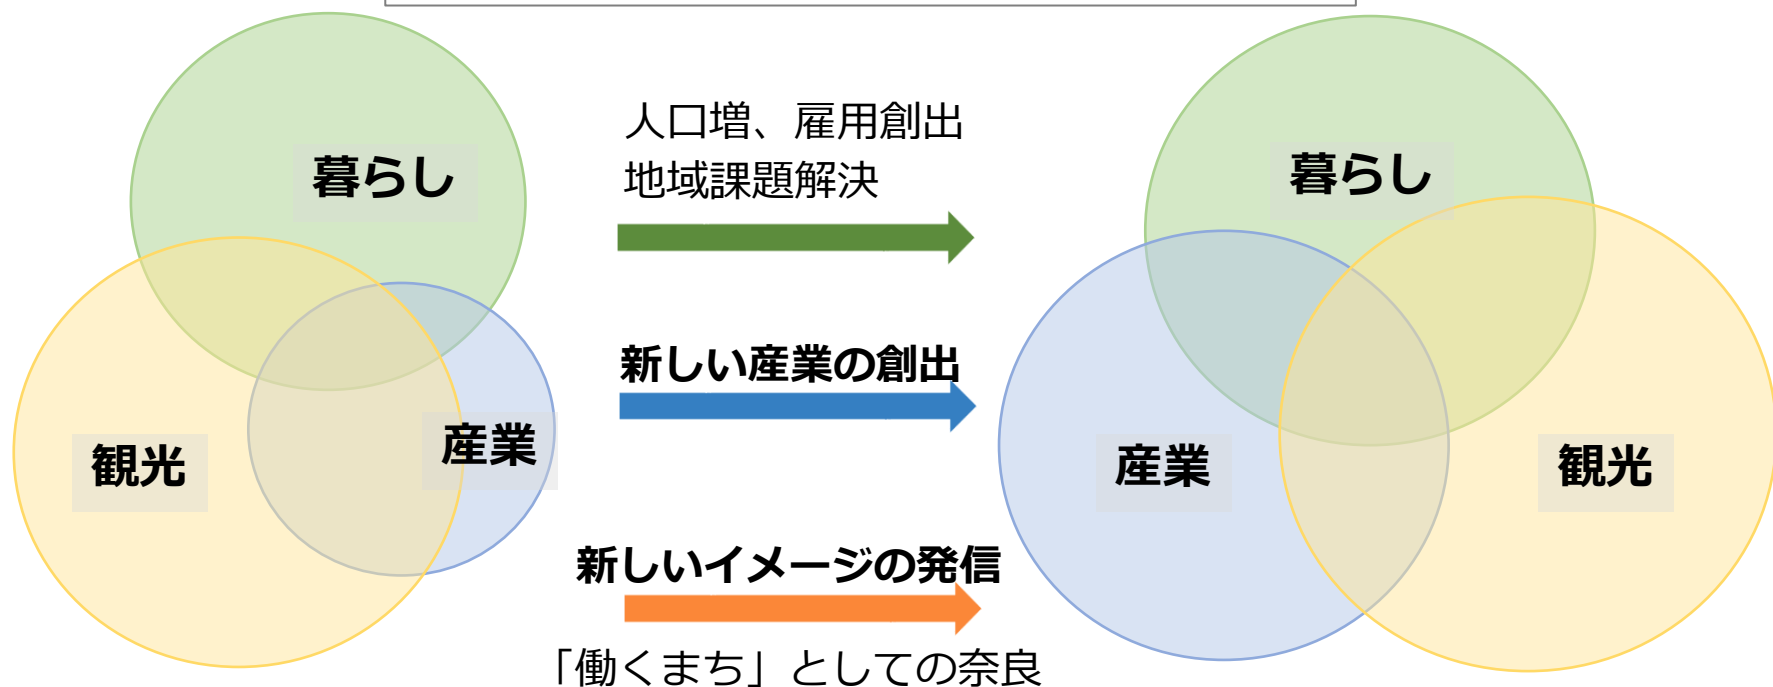 暮らし
観光
産業
人口増、雇用創出
地域課題解決
新しい産業の創出
新しいイメージの発信
「働くまち」としての奈良
暮らし
産業
観光